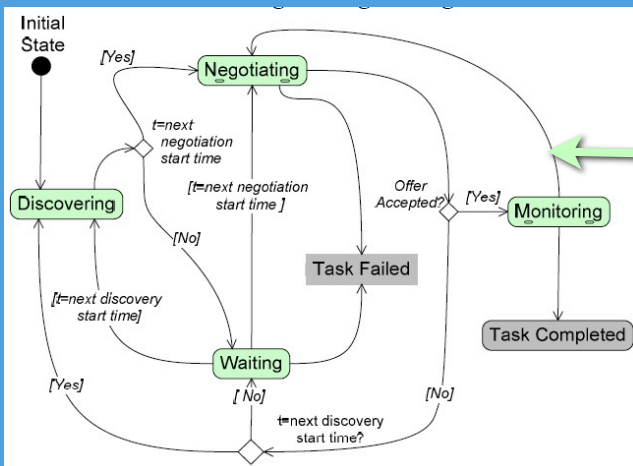 Initial
State
[Yes]
Negotiating
t=next
negotiation
start time
[t=next negotiation
start time ]
Offer
Accepted?
[Yes]
Discovering
Monitoring
[No]
Task Failed
[t=next discovery
start time]
Task Completed
Waiting
[Yes]
[ No]
[No]
t=next discovery
start time?